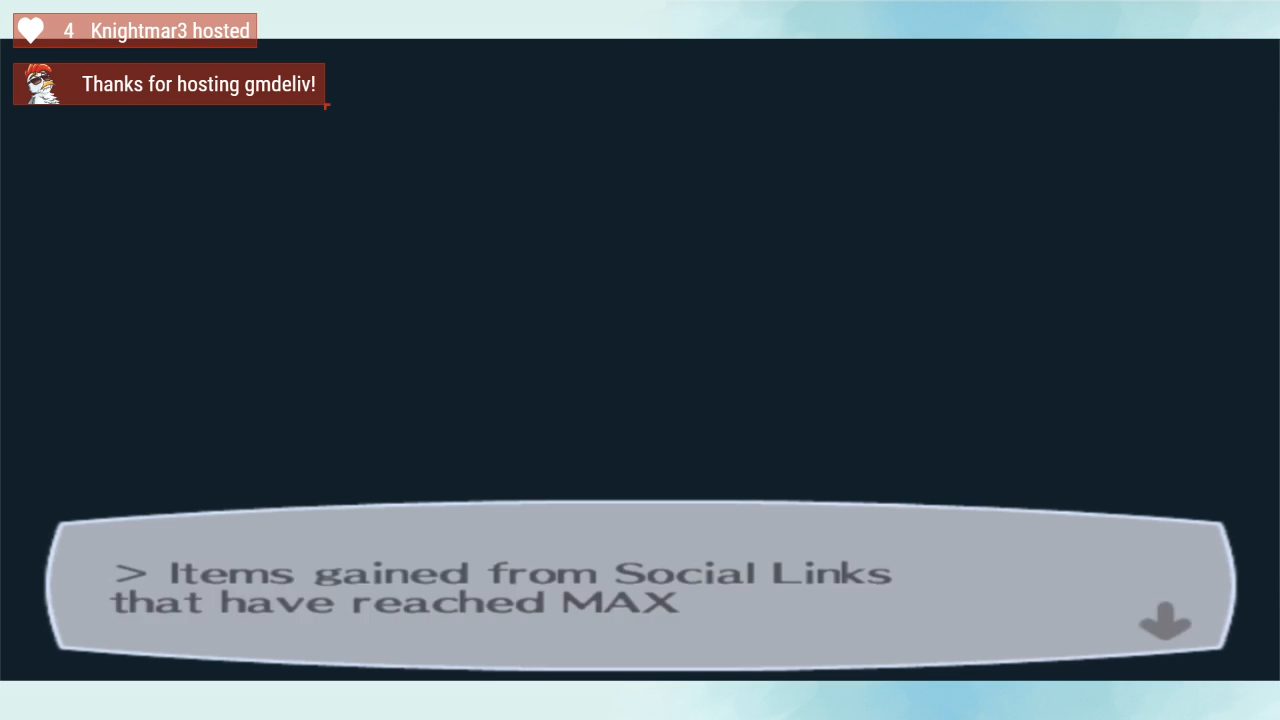 4 Knightmar3 hosted
Thanks for hosting gmdeliv!
> Items gained from Social Links
that have reached MAX